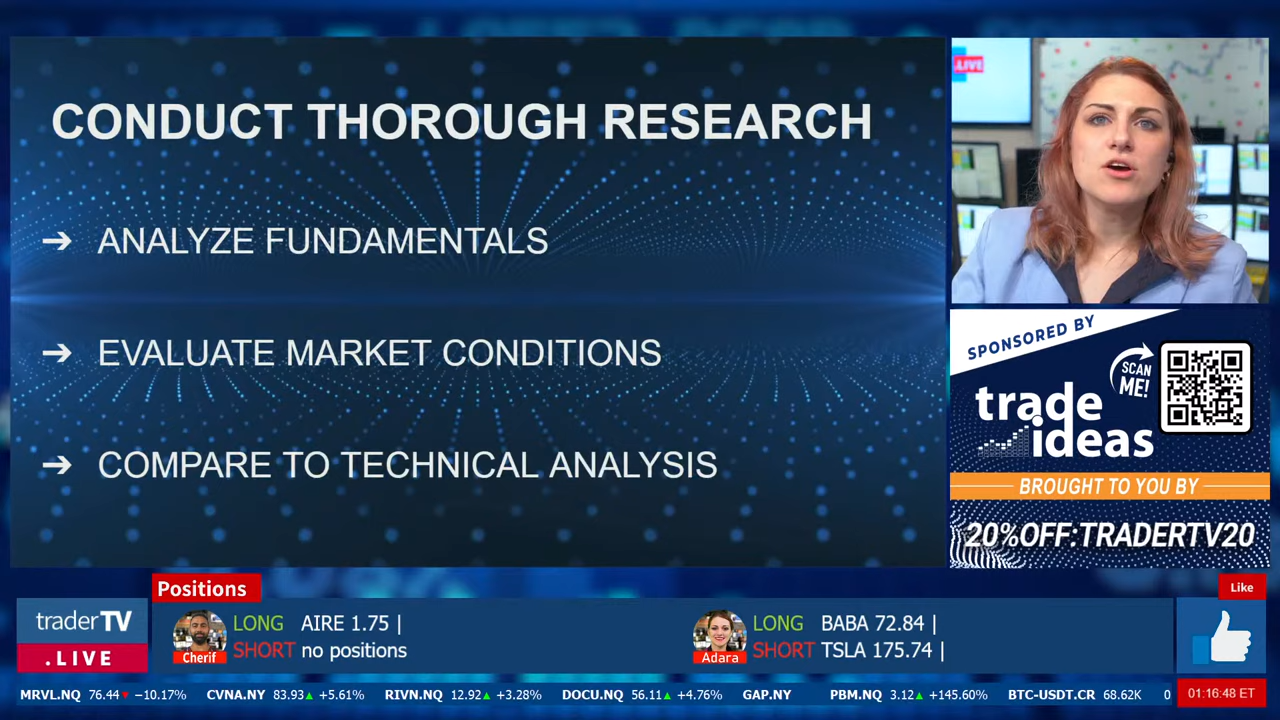 CONDUCT THOROUGH RESEARCH
➔ ANALYZE FUNDAMENTALS
➔ EVALUATE MARKET CONDITIONS
➔ COMPARE TO TECHNICAL ANALYSIS
.LIVE
SPONSORED BY
SCAN
ME!
trade
ideas
BROUGHT TO YOU BY
20%OFF:TRADERTV20
Positions
Like
traderTV
.LIVE
LONG AIRE 1.75 |
SHORT no positions
Cherif
LONG BABA 72.84 |
SHORT TSLA 175.74 |
Adara
MRVL.NQ 76.44▼ −10.17% CVNA.NY 83.93▲ +5.61% RIVN.NQ 12.92▲ +3.28% DOCU.NQ 56.11▲ +4.76% GAP.NY PBM.NQ 3.12▲ +145.60% BTC-USDT.CR 68.62K 0
01:16:48 ET